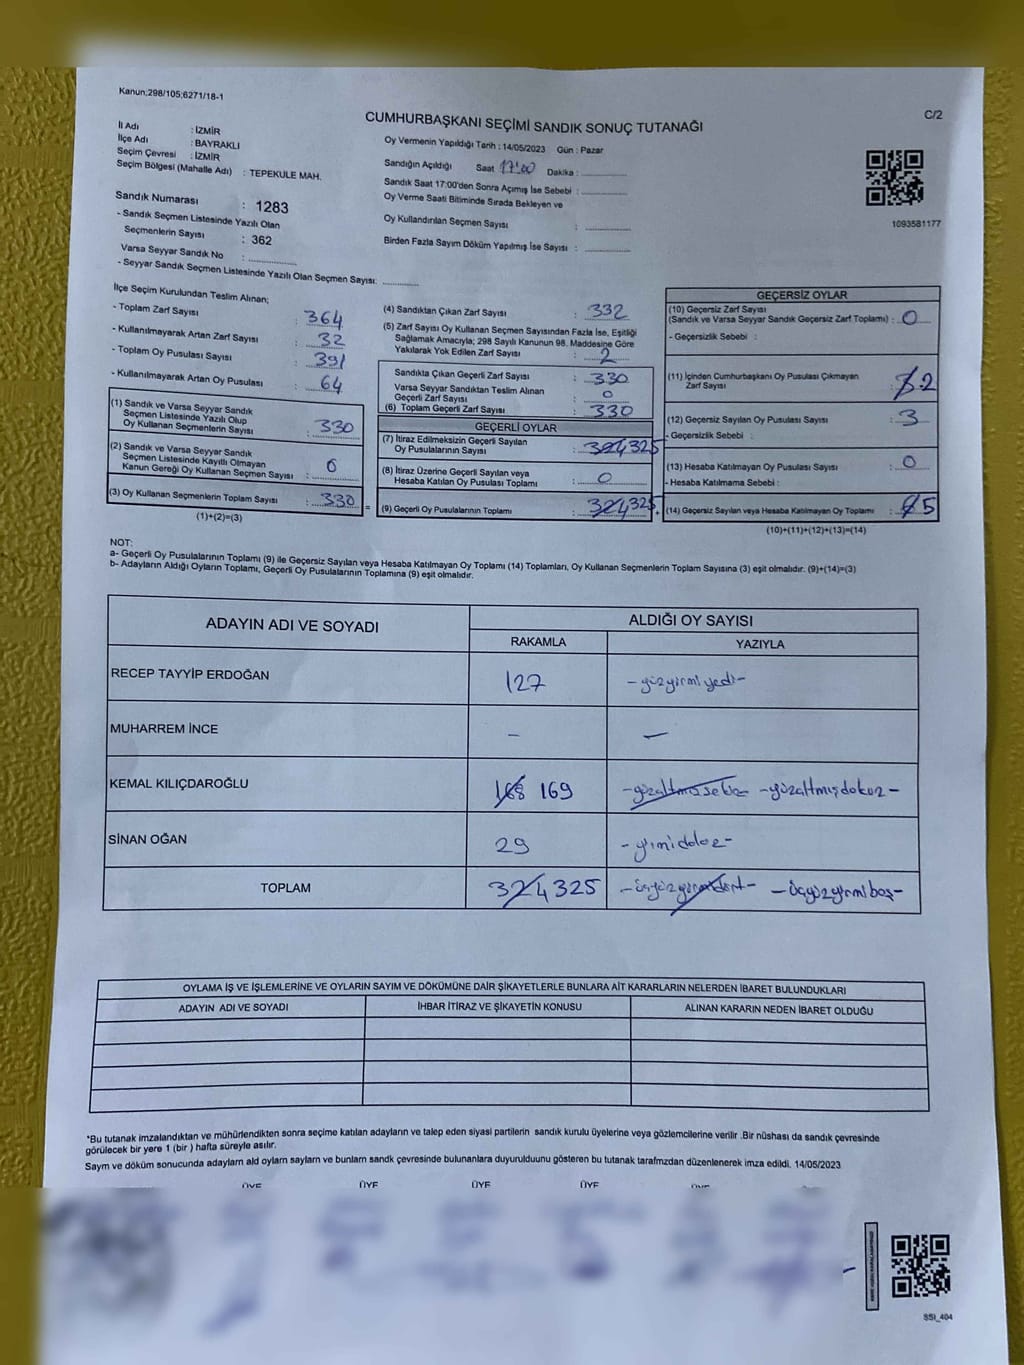 Kanun;298/105;6271/18-1
C/2
CUMHURBAŞKANI SEÇİMİ SANDIK SONUÇ TUTANAĞI
İl Adı : İZMİR
İlçe Adı : BAYRAKLI
Seçim Çevresi : İZMİR
Seçim Bölgesi (Mahalle Adı) : TEPEKULE MAH.
Oy Vermenin Yapıldığı Tarih : 14/05/2023 Gün : Pazar
Sandığın Açıldığı Saat 17:00 Dakika :
Sandık Saat 17:00'den Sonra Açımış İse Sebebi :
Oy Verme Saati Bitiminde Sırada Bekleyen ve
Oy Kullandırılan Seçmen Sayısı :
Birden Fazla Sayım Döküm Yapılmış İse Sayısı :
1093581177
Sandık Numarası : 1283
- Sandık Seçmen Listesinde Yazılı Olan
Seçmenlerin Sayısı : 362
Varsa Seyyar Sandık No :
- Seyyar Sandık Seçmen Listesinde Yazılı Olan Seçmen Sayısı:
İlçe Seçim Kurulundan Teslim Alınan;
- Toplam Zarf Sayısı : 364
- Kullanılmayarak Artan Zarf Sayısı : 32
- Toplam Oy Pusulası Sayısı : 391
- Kullanılmayarak Artan Oy Pusulası : 64
(1) Sandık ve Varsa Seyyar Sandık
Seçmen Listesinde Yazılı Olup
Oy Kullanan Seçmenlerin Sayısı : 330
(2) Sandık ve Varsa Seyyar Sandık
Seçmen Listesinde Kayıtlı Olmayan
Kanun Gereği Oy Kullanan Seçmen Sayısı : 0
(3) Oy Kullanan Seçmenlerin Toplam Sayısı : 330
(1)+(2)=(3)
(4) Sandıktan Çıkan Zarf Sayısı : 332
(5) Zarf Sayısı Oy Kullanan Seçmen Sayısından Fazla İse, Eşitliği
Sağlamak Amacıyla; 298 Sayılı Kanunun 98. Maddesine Göre
Yakılarak Yok Edilen Zarf Sayısı : 2
Sandıkta Çıkan Geçerli Zarf Sayısı : 330
Varsa Seyyar Sandıktan Teslim Alınan
Geçerli Zarf Sayısı : 0
(6) Toplam Geçerli Zarf Sayısı : 330
GEÇERLİ OYLAR
(7) İtiraz Edilmeksizin Geçerli Sayılan
Oy Pusulalarının Sayısı : 324 325
(8) İtiraz Üzerine Geçerli Sayılan veya
Hesaba Katılan Oy Pusulası Toplamı : 0
(9) Geçerli Oy Pusulalarının Toplamı : 324 325
GEÇERSİZ OYLAR
(10) Geçersiz Zarf Sayısı
(Sandık ve Varsa Seyyar Sandık Geçersiz Zarf Toplamı) : 0
- Geçersizlik Sebebi :
(11) İçinden Cumhurbaşkanı Oy Pusulası Çıkmayan
Zarf Sayısı : 2
(12) Geçersiz Sayılan Oy Pusulası Sayısı : 3
- Geçersizlik Sebebi :
(13) Hesaba Katılmayan Oy Pusulası Sayısı : 0
- Hesaba Katılmama Sebebi :
(14) Geçersiz Sayılan veya Hesaba Katılmayan Oy Toplamı : 5
(10)+(11)+(12)+(13)=(14)
NOT:
a- Geçerli Oy Pusulalarının Toplamı (9) ile Geçersiz Sayılan veya Hesaba Katılmayan Oy Toplamı (14) Toplamları, Oy Kullanan Seçmenlerin Toplam Sayısına (3) eşit olmalıdır. (9)+(14)=(3)
b- Adayların Aldığı Oyların Toplamı, Geçerli Oy Pusulalarının Toplamına (9) eşit olmalıdır.
ADAYIN ADI VE SOYADI ALDIĞI OY SAYISI
RAKAMLA YAZIYLA
RECEP TAYYİP ERDOĞAN 127 -yüzyirmiyedi-
MUHARREM İNCE - -
KEMAL KILIÇDAROĞLU 168 169 -yüzaltmışsekiz- -yüzaltmışdokuz-
SİNAN OĞAN 29
TOPLAM 324 325 -üçyüzyirmidört- -üçyüzyirmibeş-
OYLAMA İŞ VE İŞLEMLERİNE VE OYLARIN SAYIM VE DÖKÜMÜNE DAİR ŞİKAYETLERLE BUNLARA AİT KARARLARIN NELERDEN İBARET BULUNDUKLARI
ADAYIN ADI VE SOYADI İHBAR İTİRAZ VE ŞİKAYETİN KONUSU ALINAN KARARIN NEDEN İBARET OLDUĞU
*Bu tutanak imzalandıktan ve mühürlendikten sonra seçime katılan adayların ve talep eden siyasi partilerin sandık kurulu üyelerine veya gözlemcilerine verilir .Bir nüshası da sandık çevresinde
görülecek bir yere 1 (bir ) hafta süreyle asılır.
Sayım ve döküm sonucunda adayların ald oyların sayların ve bunların sandk çevresinde bulunanlara duyurulduunu gösteren bu tutanak tarafmzdan düzenlenerek imza edildi. 14/05/2023
ÜYE ÜYE ÜYE ÜYE
SSI_404